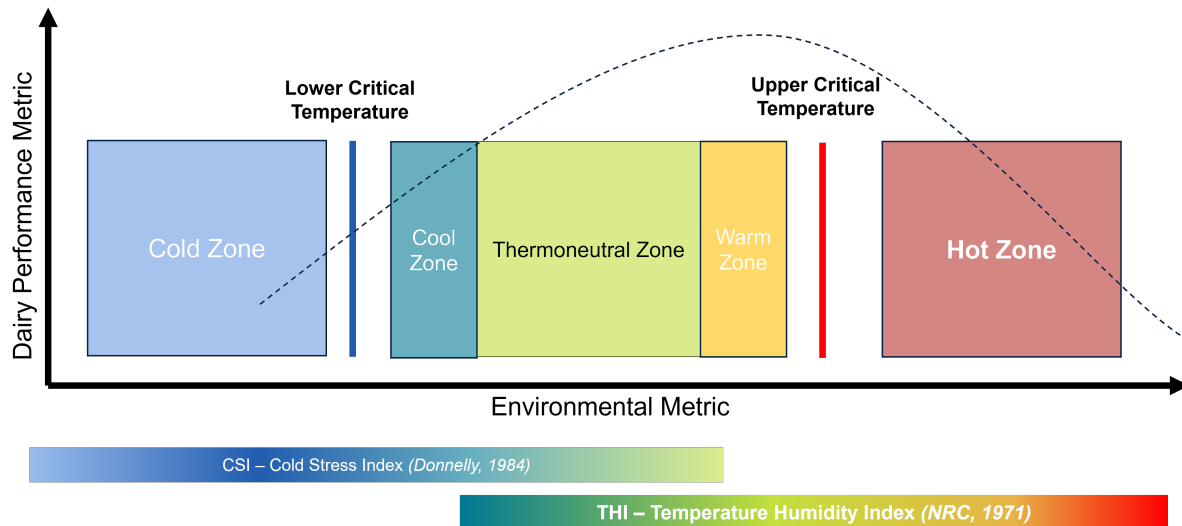 Dairy Performance Metric
Lower Critical
Temperature
Upper Critical
Temperature
Cold Zone
Cool
Zone
Thermoneutral Zone
Warm
Zone
Hot Zone
Environmental Metric
CSI – Cold Stress Index (Donnelly, 1984)
THI – Temperature Humidity Index (NRC, 1971)